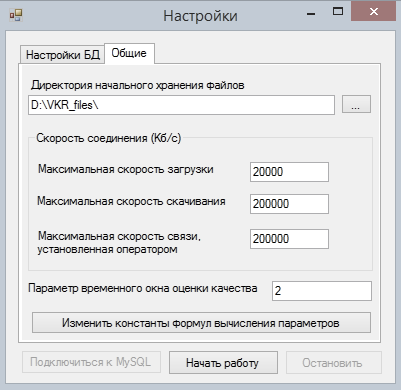 Настройки
Настройки БД
Общие
Директория начального хранения файлов
D:\VKR_files\
...
Скорость соединения (Кб/с)
Максимальная скорость загрузки
20000
Максимальная скорость скачивания
200000
Максимальная скорость связи,
установленная оператором
200000
Параметр временного окна оценки качества
2
Изменить константы формул вычисления параметров
Подключиться к MySQL
Начать работу
Остановить